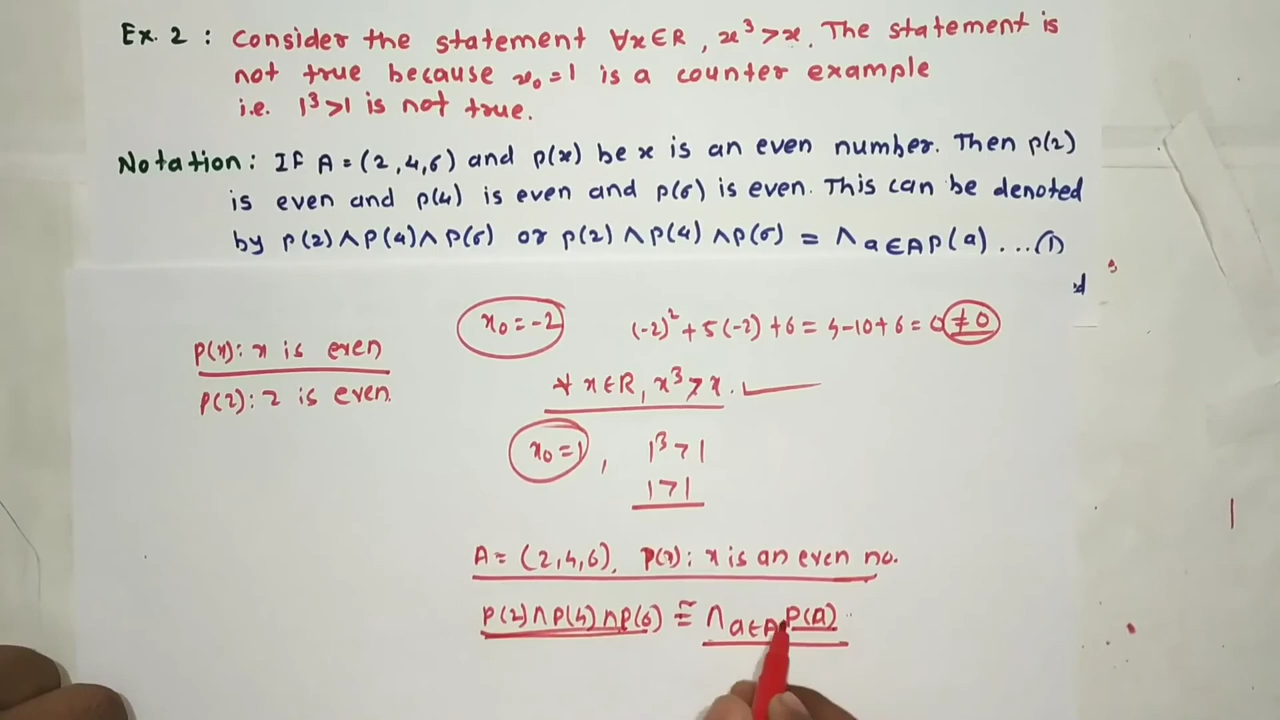 Ex. 2 : Consider the statement ∀x∈R, x³>x. The statement is
not true because x₀=1 is a counter example
i.e. 1³>1 is not true.
Notation: If A=(2,4,6) and p(x) be x is an even number. Then p(2)
is even and p(4) is even and p(6) is even. This can be denoted
by p(2)∧p(4)∧p(6) or p(2)∧p(4)∧p(6) = ∧a∈A p(a) ...(1)
d
x₀=-2
(-2)²+5(-2)+6=4-10+6=0≠0
p(x): x is even
p(2): 2 is even.
∀ x∈R, x³>x.
x₀=1, 1³>1
1>1
A=(2,4,6), p(x): x is an even no.
p(2)∧p(4)∧p(6) ≅ ∧a∈A p(a)